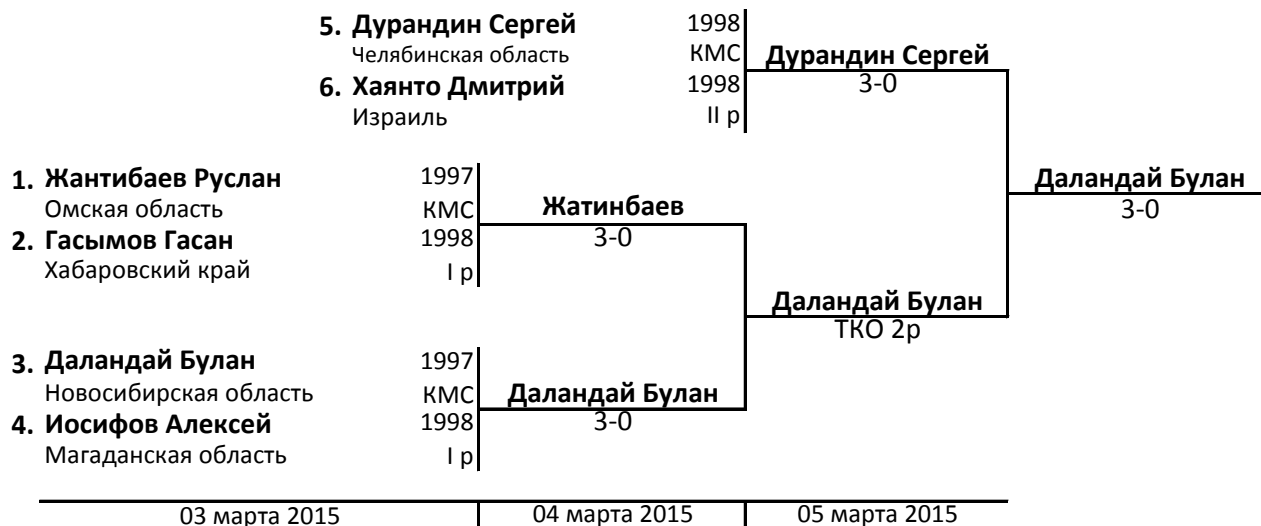 5. Дурандин Сергей 1998
Челябинская область КМС
Дурандин Сергей
3-0
6. Хаянто Дмитрий 1998
Израиль II р
1. Жантибаев Руслан 1997
Омская область КМС
Жатинбаев
3-0
2. Гасымов Гасан 1998
Хабаровский край I р
Даландай Булан
3-0
Даландай Булан
ТКО 2р
3. Даландай Булан 1997
Новосибирская область КМС
Даландай Булан
3-0
4. Иосифов Алексей 1998
Магаданская область I р
03 марта 2015 04 марта 2015 05 марта 2015